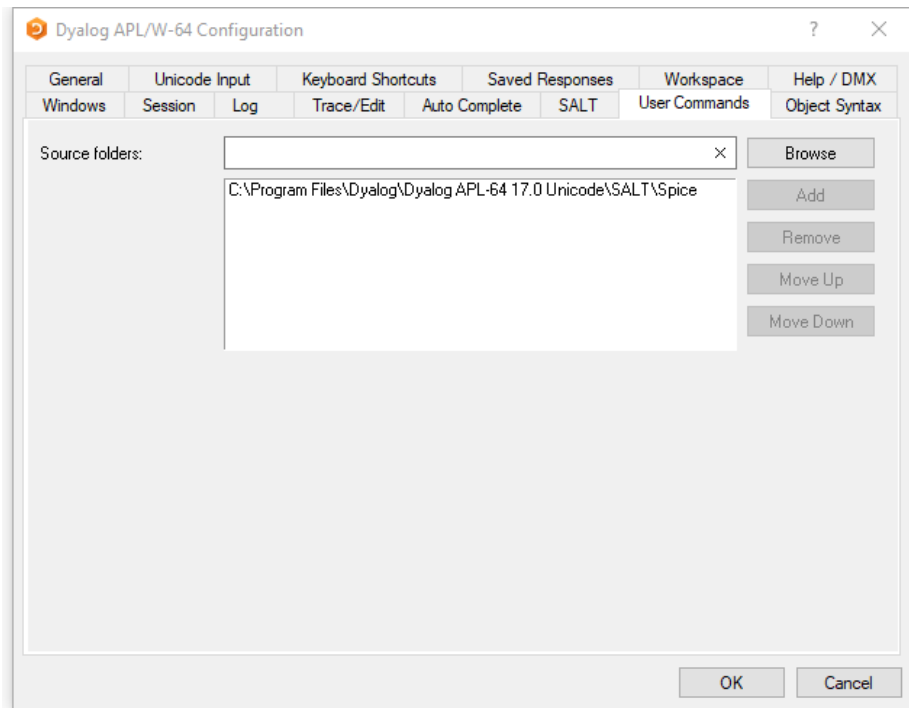 Dyalog APL/W-64 Configuration ? ×
General Unicode Input Keyboard Shortcuts Saved Responses Workspace Help / DMX
Windows Session Log Trace/Edit Auto Complete SALT User Commands Object Syntax
Source folders: × Browse
C:\Program Files\Dyalog\Dyalog APL-64 17.0 Unicode\SALT\Spice
Add
Remove
Move Up
Move Down
OK Cancel